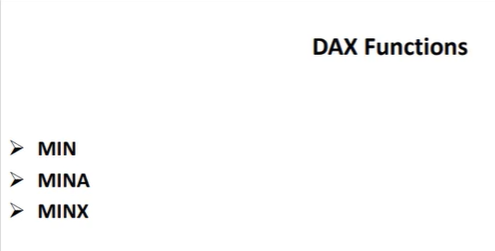 DAX Functions
➢ MIN
➢ MINA
➢ MINX